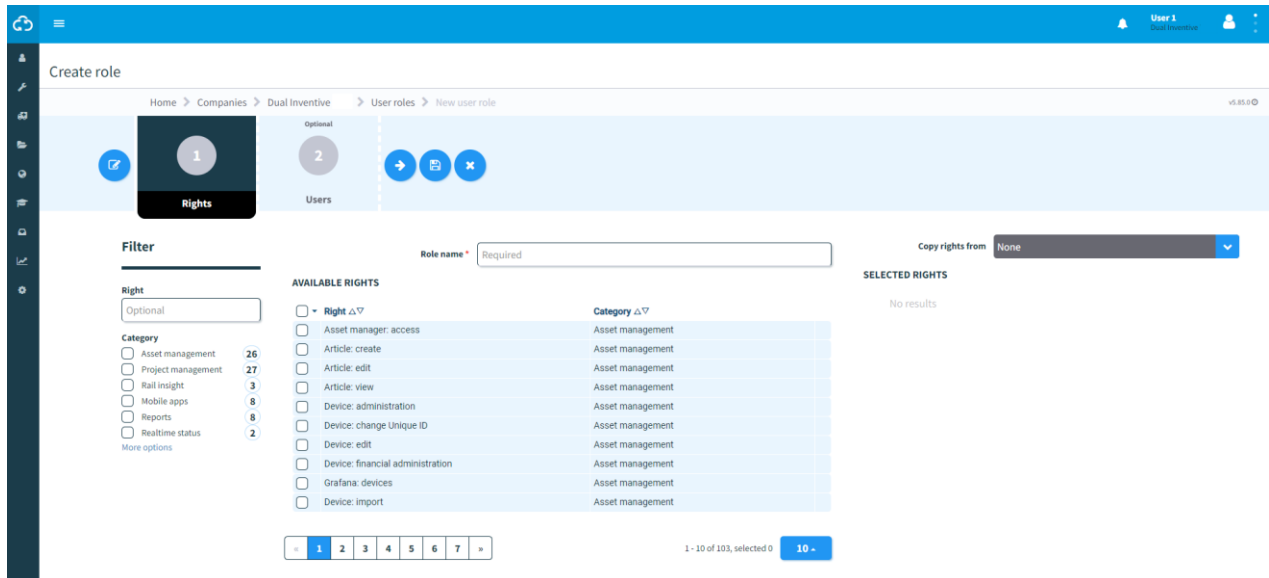 User 1
Dual Inventive
Create role
Home Companies Dual Inventive User roles New user role
v5.85.0
1
Rights
Optional
2
Users
Filter
Right
Optional
Category
Asset management 26
Project management 27
Rail insight 3
Mobile apps 8
Reports 8
Realtime status 2
More options
Role name *
Required
AVAILABLE RIGHTS
Right Category
Asset manager: access Asset management
Article: create Asset management
Article: edit Asset management
Article: view Asset management
Device: administration Asset management
Device: change Unique ID Asset management
Device: edit Asset management
Device: financial administration Asset management
Grafana: devices Asset management
Device: import Asset management
« 1 2 3 4 5 6 7 »
1 - 10 of 103, selected 0
10
Copy rights from None
SELECTED RIGHTS
No results